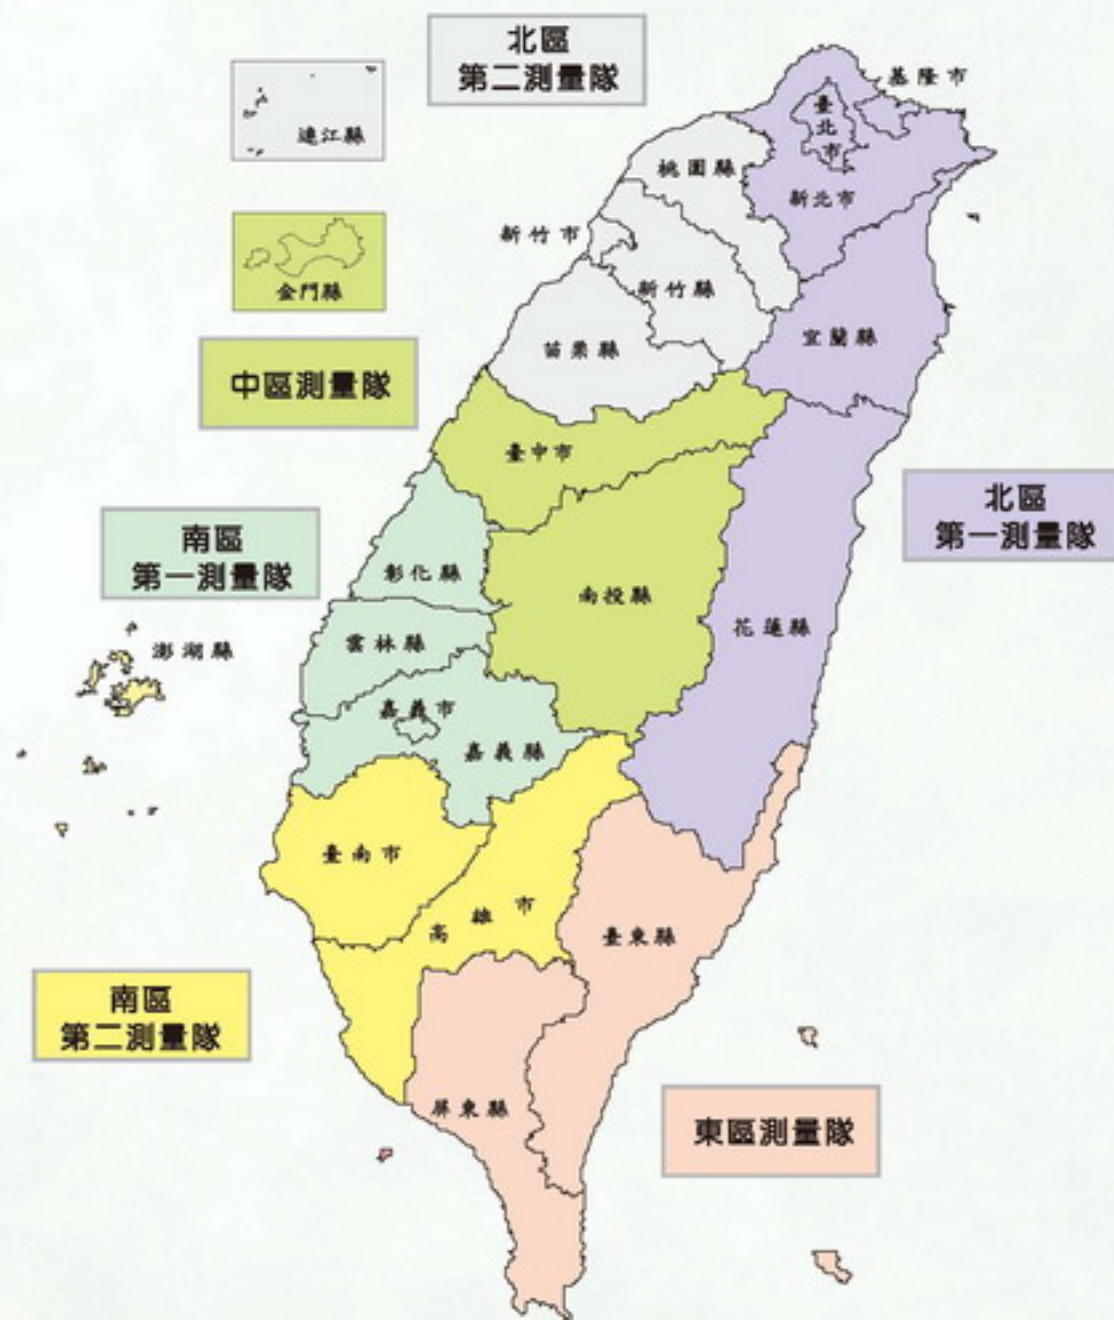 北區
第二測量隊
基隆市
臺北市
連江縣
桃園縣
新北市
新竹市
新竹縣
金門縣
宜蘭縣
苗栗縣
中區測量隊
臺中市
北區
第一測量隊
南區
第一測量隊
彰化縣
南投縣
花蓮縣
雲林縣
澎湖縣
嘉義市
嘉義縣
臺南市
高雄市
臺東縣
南區
第二測量隊
屏東縣
東區測量隊